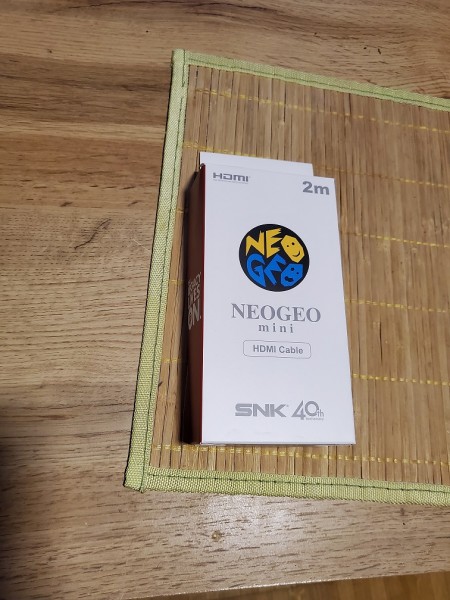 HDMI
2m
NEO
GEO
NEOGEO
mini
HDMI Cable
SNK 40th